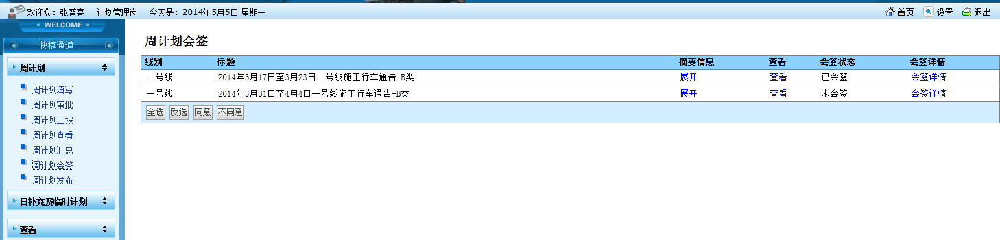 欢迎您：张普亮 计划管理岗 今天是：2014年5月5日 星期一 首页 设置 退出
= WELCOME =
快捷通道
周计划
周计划填写
周计划审批
周计划上报
周计划查看
周计划汇总
周计划会签
周计划发布
日补充及临时计划
查看
周计划会签
线别 标题 摘要信息 查看 会签状态 会签详情
一号线 2014年3月17日至3月23日一号线施工行车通告-B类 展开 查看 已会签 会签详情
一号线 2014年3月31日至4月4日一号线施工行车通告-B类 展开 查看 未会签 会签详情
全选 反选 同意 不同意